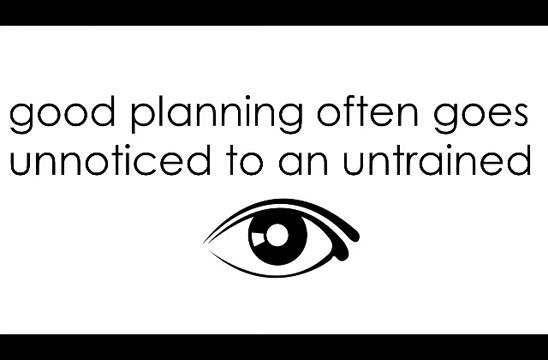 good planning often goes
unnoticed to an untrained